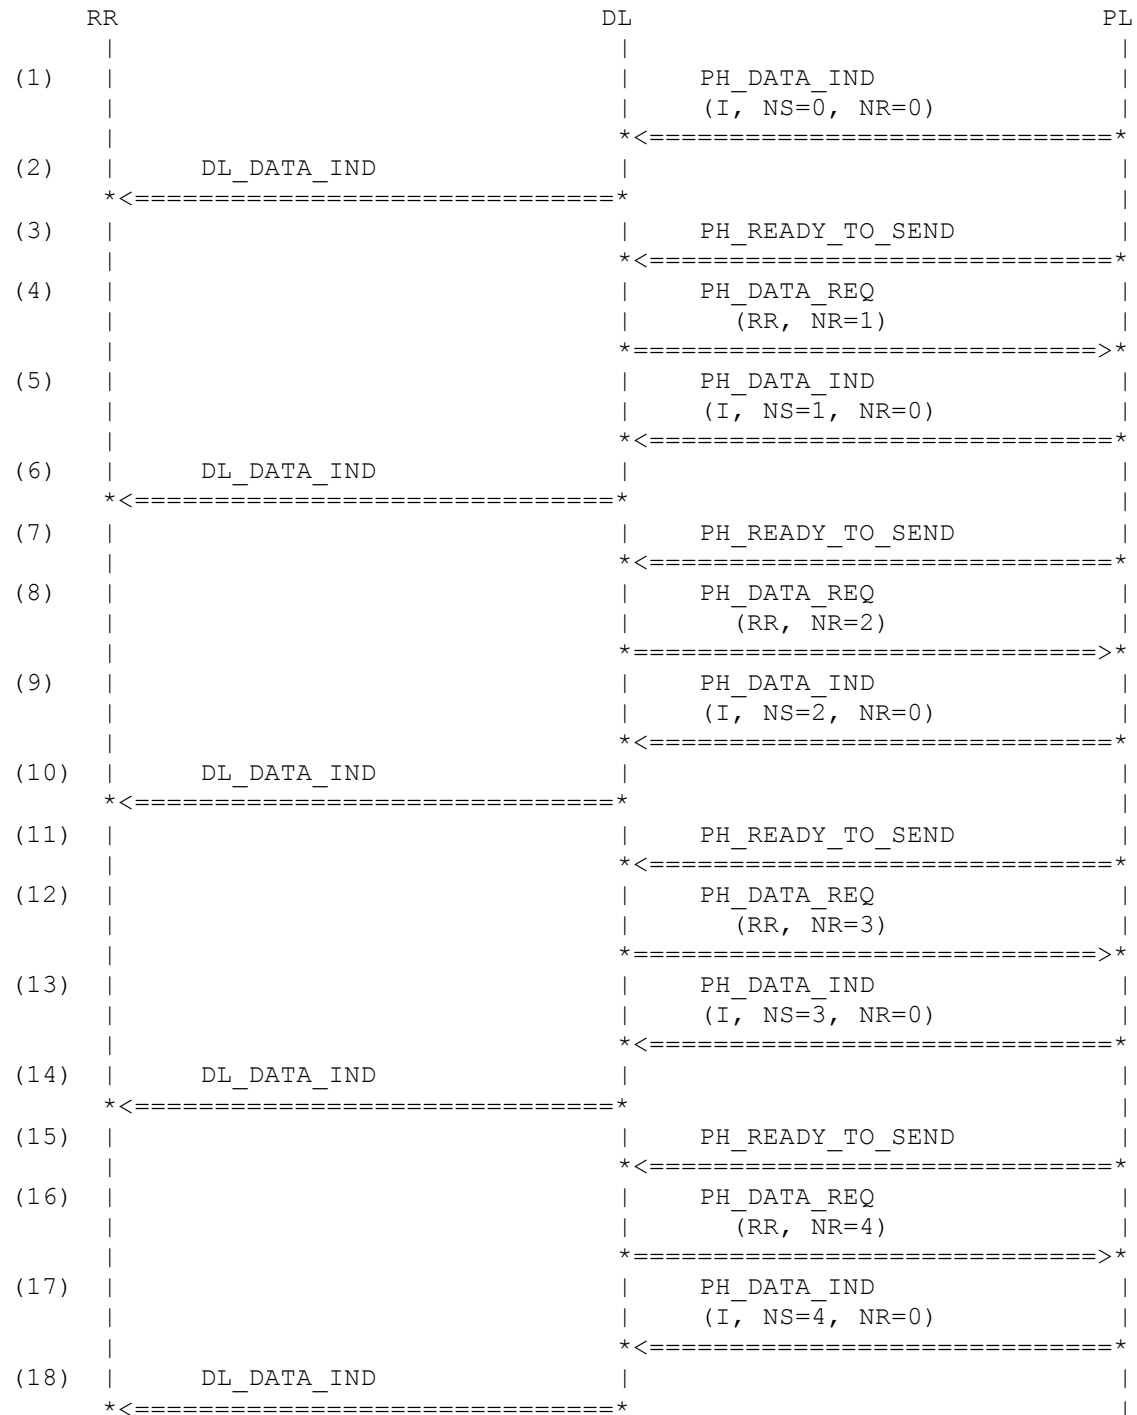 RR DL PL
(1) PH_DATA_IND
(I, NS=0, NR=0)
*<=============================*
(2) DL_DATA_IND
*<==============================*
(3) PH_READY_TO_SEND
*<=============================*
(4) PH_DATA_REQ
(RR, NR=1)
*=============================>*
(5) PH_DATA_IND
(I, NS=1, NR=0)
*<=============================*
(6) DL_DATA_IND
*<==============================*
(7) PH_READY_TO_SEND
*<=============================*
(8) PH_DATA_REQ
(RR, NR=2)
*=============================>*
(9) PH_DATA_IND
(I, NS=2, NR=0)
*<=============================*
(10) DL_DATA_IND
*<==============================*
(11) PH_READY_TO_SEND
*<=============================*
(12) PH_DATA_REQ
(RR, NR=3)
*=============================>*
(13) PH_DATA_IND
(I, NS=3, NR=0)
*<=============================*
(14) DL_DATA_IND
*<==============================*
(15) PH_READY_TO_SEND
*<=============================*
(16) PH_DATA_REQ
(RR, NR=4)
*=============================>*
(17) PH_DATA_IND
(I, NS=4, NR=0)
*<=============================*
(18) DL_DATA_IND
*<==============================*